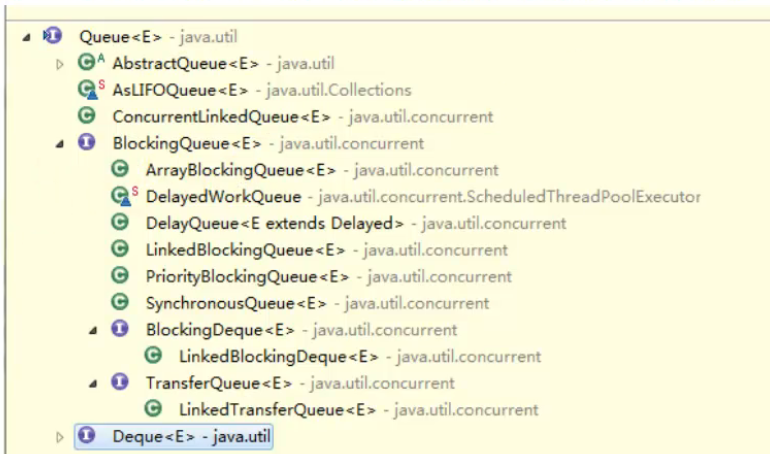 Queue<E> - java.util
AbstractQueue<E> - java.util
AsLIFOQueue<E> - java.util.Collections
ConcurrentLinkedQueue<E> - java.util.concurrent
BlockingQueue<E> - java.util.concurrent
ArrayBlockingQueue<E> - java.util.concurrent
DelayedWorkQueue - java.util.concurrent.ScheduledThreadPoolExecutor
DelayQueue<E extends Delayed> - java.util.concurrent
LinkedBlockingQueue<E> - java.util.concurrent
PriorityBlockingQueue<E> - java.util.concurrent
SynchronousQueue<E> - java.util.concurrent
BlockingDeque<E> - java.util.concurrent
LinkedBlockingDeque<E> - java.util.concurrent
TransferQueue<E> - java.util.concurrent
LinkedTransferQueue<E> - java.util.concurrent
Deque<E> - java.util